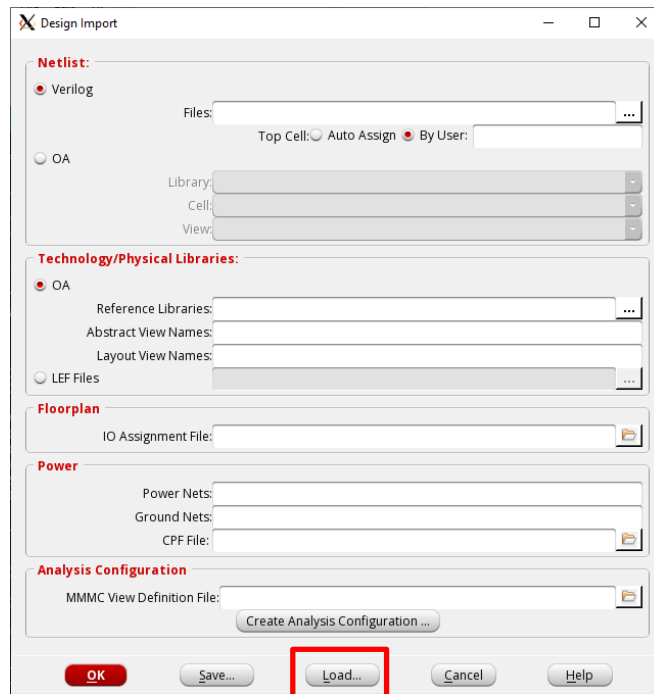 Design Import
Netlist:
Verilog
Files:
...
Top Cell: Auto Assign By User:
OA
Library:
Cell:
View:
Technology/Physical Libraries:
OA
Reference Libraries:
...
Abstract View Names:
Layout View Names:
LEF Files
...
Floorplan
IO Assignment File:
Power
Power Nets:
Ground Nets:
CPF File:
Analysis Configuration
MMMC View Definition File:
Create Analysis Configuration ...
OK Save... Load... Cancel Help